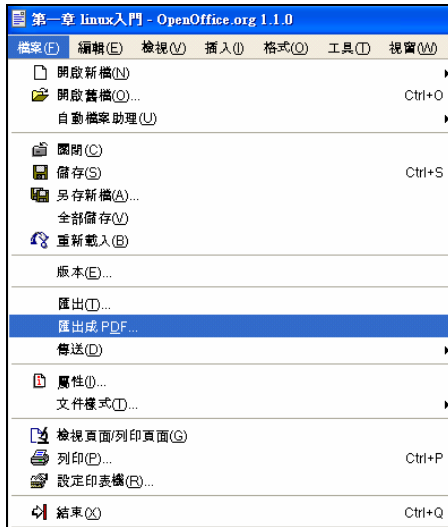 第一章 linux入門 - OpenOffice.org 1.1.0
檔案(F) 編輯(E) 檢視(V) 插入(I) 格式(O) 工具(T) 視窗(W)
開啟新檔(N)
開啟舊檔(O)... Ctrl+O
自動檔案助理(U)
關閉(C)
儲存(S) Ctrl+S
另存新檔(A)...
全部儲存(V)
重新載入(B)
版本(E)...
匯出(T)...
匯出成 PDF...
傳送(D)
屬性(I)...
文件樣式(T)...
檢視頁面/列印頁面(G)
列印(P)... Ctrl+P
設定印表機(R)...
結束(X) Ctrl+Q